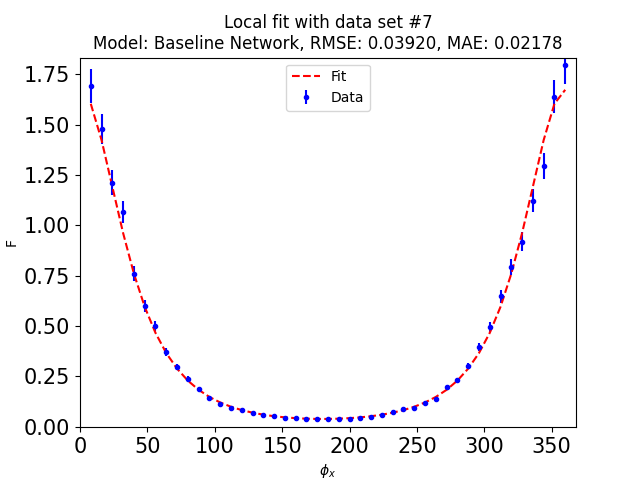 Local fit with data set #7
Model: Baseline Network, RMSE: 0.03920, MAE: 0.02178
Fit
Data
F
1.75
1.50
1.25
1.00
0.75
0.50
0.25
0.00
0 50 100 150 200 250 300 350
ϕx